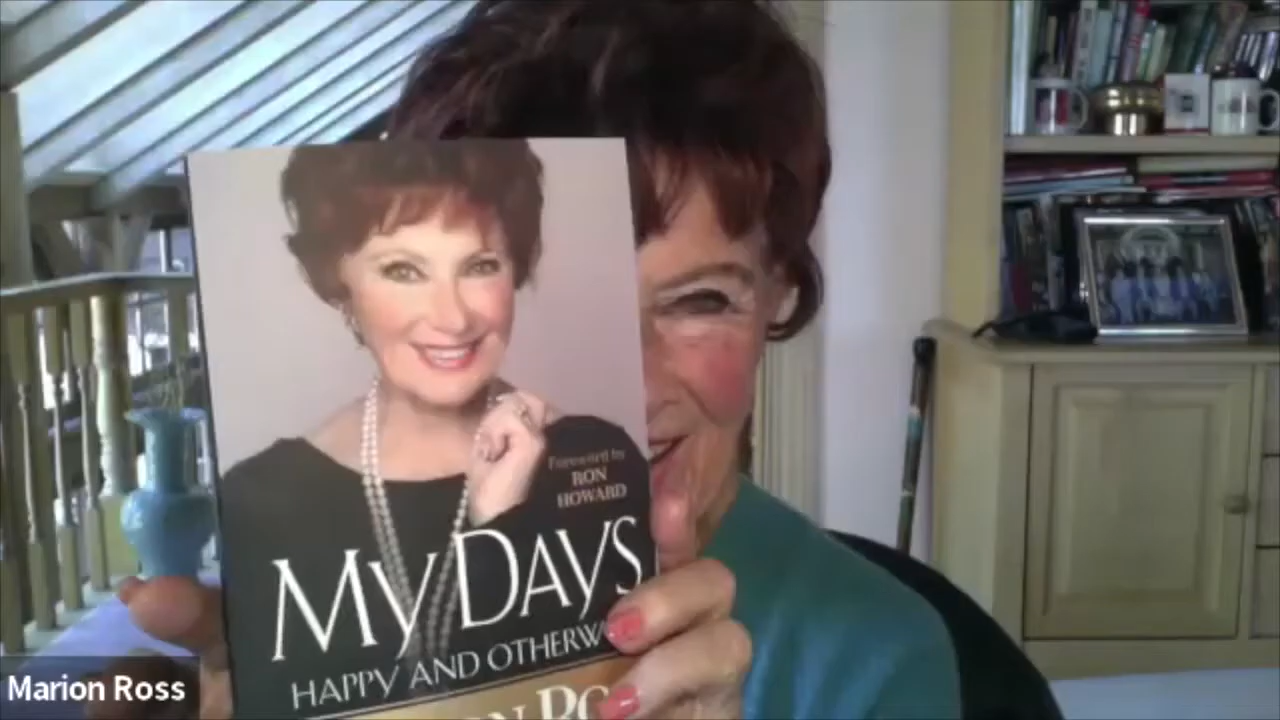 Foreword by
RON
HOWARD
MY DAYS
HAPPY AND OTHERW
Marion Ross